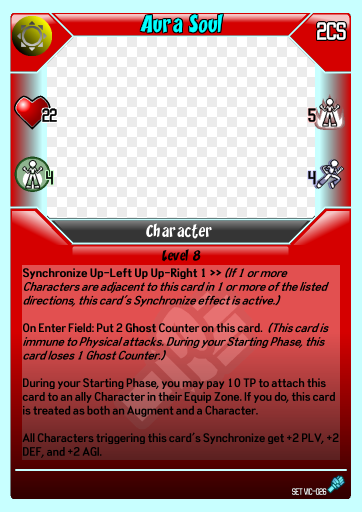 Aura Soul
2CS
22
5
4
4
Character
Level 8
Synchronize Up-Left Up Up-Right 1 >> (If 1 or more
Characters are adjacent to this card in 1 or more of the listed
directions, this card's Synchronize effect is active.)
On Enter Field: Put 2 Ghost Counter on this card. (This card is
immune to Physical attacks. During your Starting Phase, this
card loses 1 Ghost Counter.)
During your Starting Phase, you may pay 10 TP to attach this
card to an ally Character in their Equip Zone. If you do, this card
is treated as both an Augment and a Character.
All Characters triggering this card's Synchronize get +2 PLV, +2
DEF, and +2 AGI.
SET VIC-026